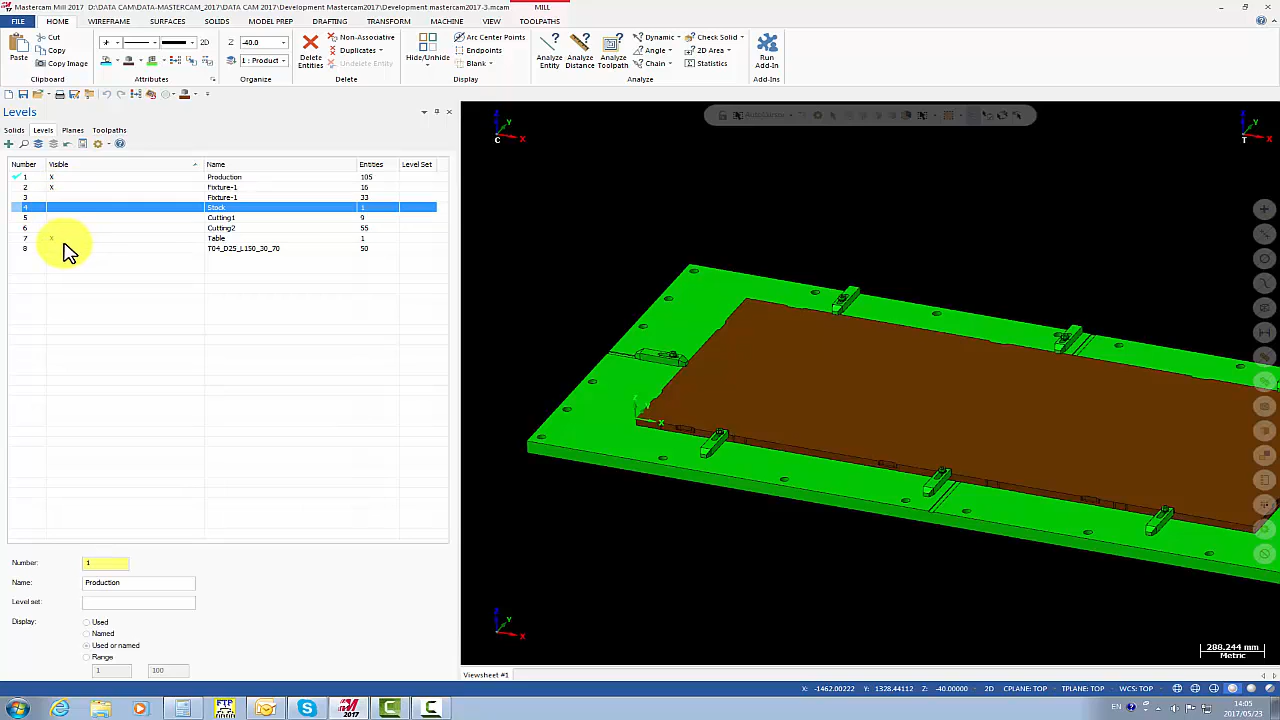 Mastercam Mill 2017 D:\DATA CAM\DATA-MASTERCAM_2017\DATA CAM 2017\Development Mastercam2017\Development mastercam2017-3.mcam
MILL
FILE HOME WIREFRAME SURFACES SOLIDS MODEL PREP DRAFTING TRANSFORM MACHINE VIEW TOOLPATHS
Paste
Cut
Copy
Copy Image
Clipboard
2D
Attributes
Z -40.0
1 : Product
Organize
Delete Entities
Non-Associative
Duplicates
Undelete Entity
Delete
Hide/Unhide
Arc Center Points
Endpoints
Blank
Display
Analyze Entity
Analyze Distance
Analyze Toolpath
Dynamic
Angle
Chain
Check Solid
2D Area
Statistics
Analyze
Run Add-In
Add-Ins
Levels
Solids Levels Planes Toolpaths
Number Visible Name Entities Level Set
1 X Production 105
2 X Fixture-1 16
3 Fixture-1 33
4 Stock 1
5 Cutting1 9
6 Cutting2 55
7 X Table 1
8 T04_D25_L150_30_70 50
Number: 1
Name: Production
Level set:
Display: Used
Named
Used or named
Range
1 100
AutoCursor
Z Y X
C
Z Y X
T
Y X
Z Y X
288.244 mm
Metric
Viewsheet #1
X: -1462.00222 Y: 1328.44112 Z: -40.00000 2D CPLANE: TOP TPLANE: TOP WCS: TOP
FTP
2017
EN
14:05
2017/05/23